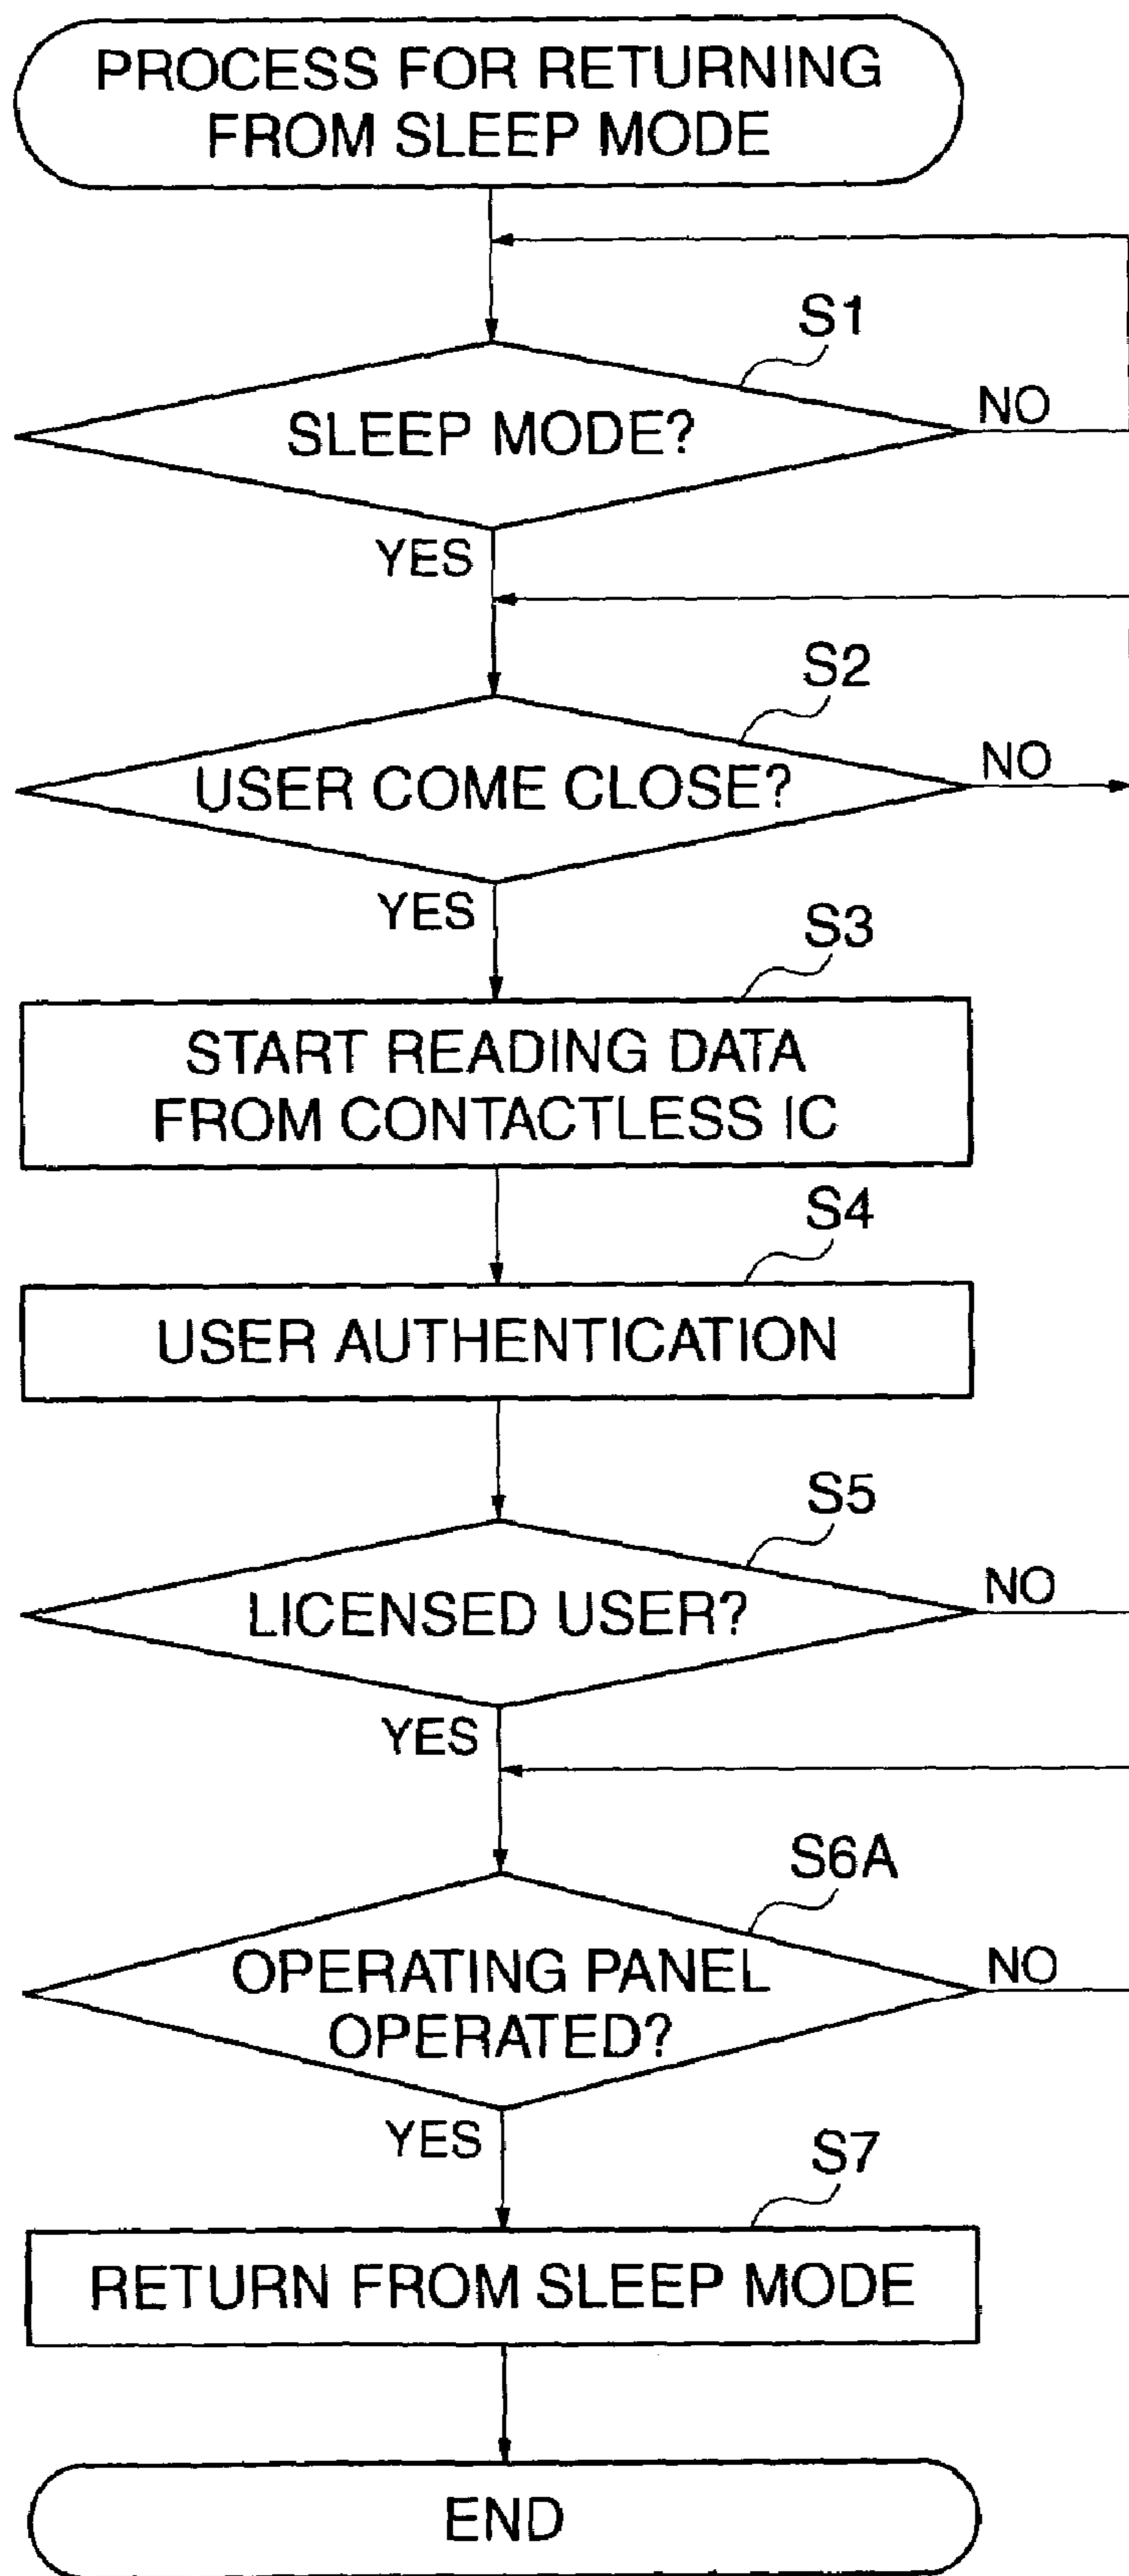 PROCESS FOR RETURNING
FROM SLEEP MODE
S1
SLEEP MODE?
NO
YES
S2
USER COME CLOSE?
NO
YES
S3
START READING DATA
FROM CONTACTLESS IC
S4
USER AUTHENTICATION
S5
LICENSED USER?
NO
YES
S6A
OPERATING PANEL
OPERATED?
NO
YES
S7
RETURN FROM SLEEP MODE
END